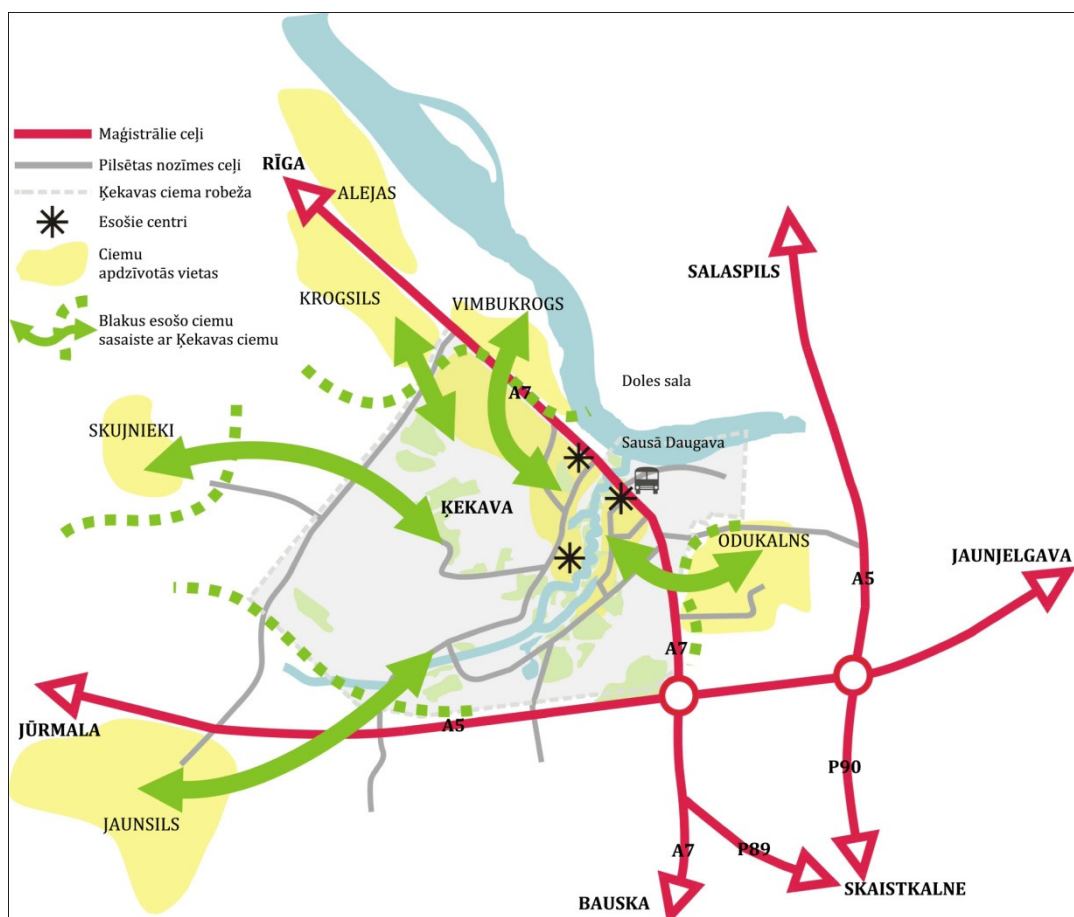 Maģistrālie ceļi
Pilsētas nozīmes ceļi
Ķekavas ciema robeža
Esošie centri
Ciemu
apdzīvotās vietas
Blakus esošo ciemu
sasaiste ar Ķekavas ciemu
RĪGA
ALEJAS
KROGSILS
VIMBUKROGS
SALASPILS
A7
Doles sala
SKUJNIEKI
Sausā Daugava
ĶEKAVA
ODUKALNS
JAUNJELGAVA
A5
A7
JŪRMALA
A5
P90
JAUNSILS
A7
P89
BAUSKA
SKAISTKALNE